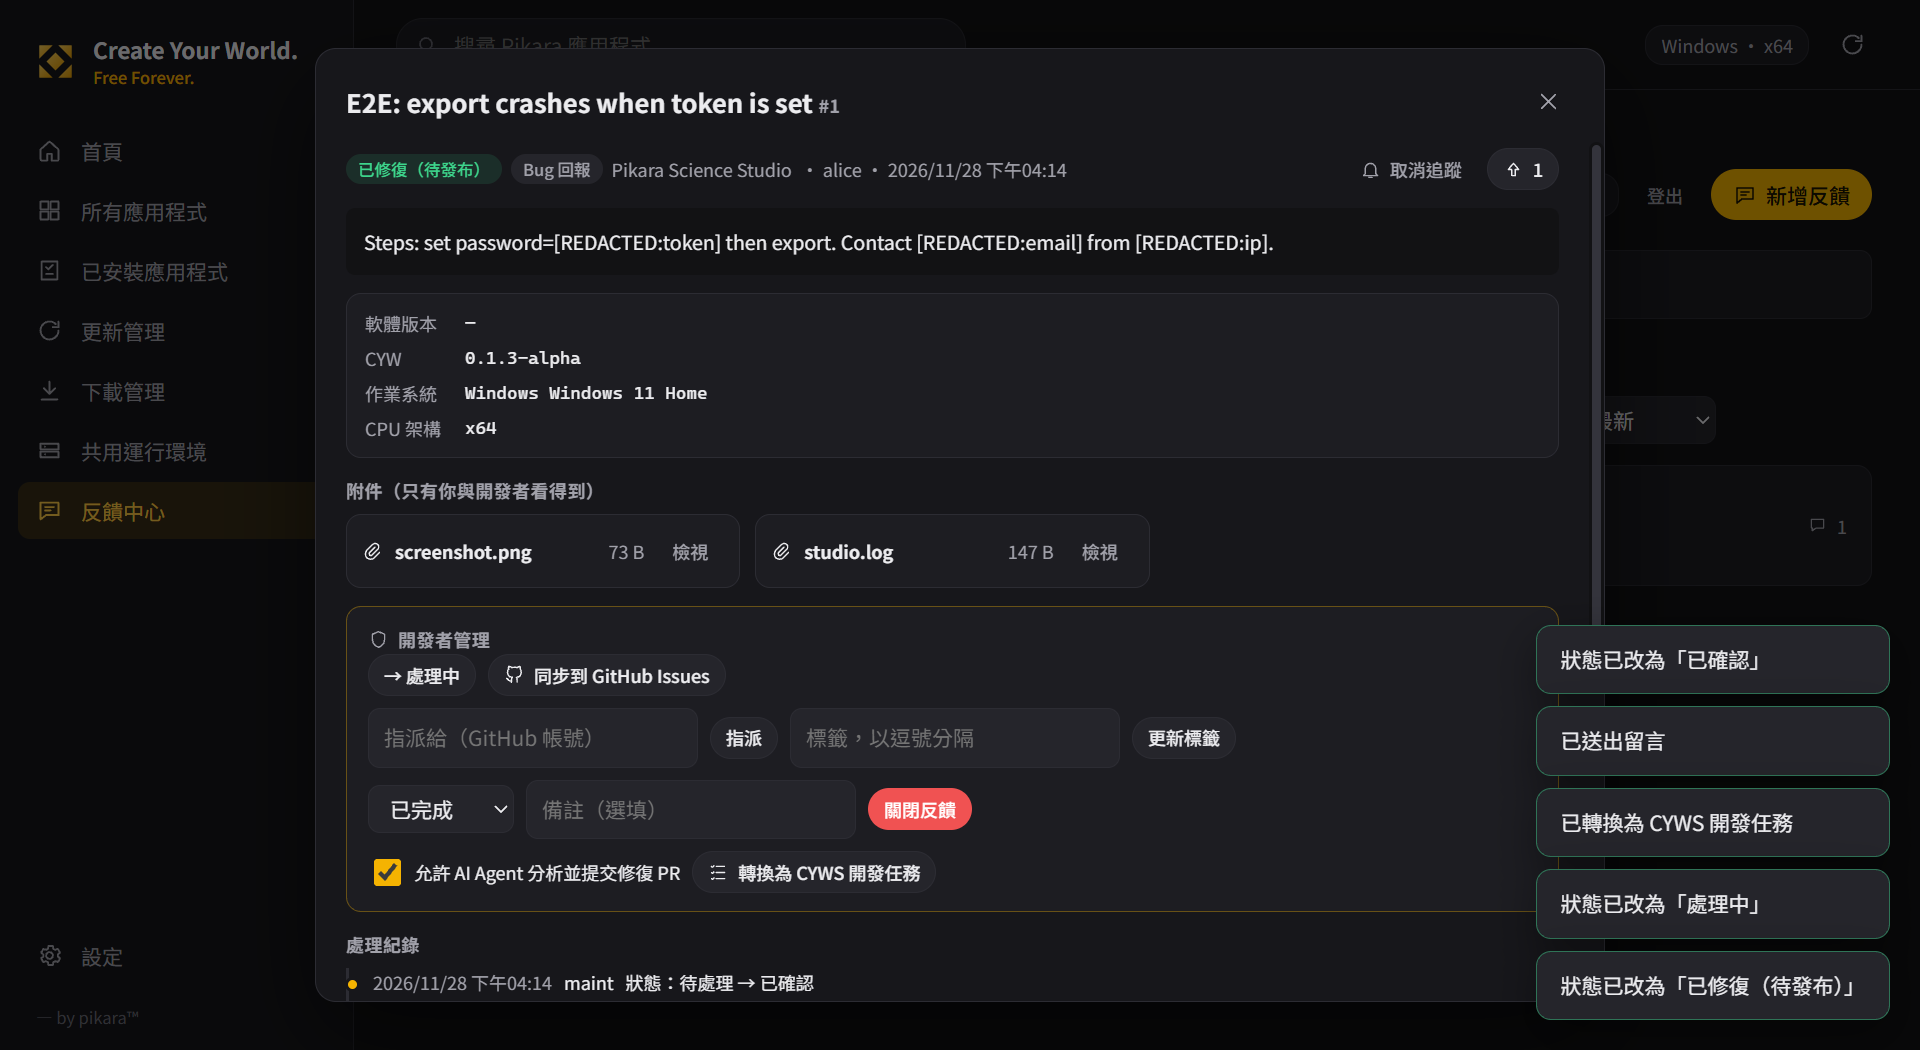 Create Your World.
Free Forever.
搜尋 Pikara 應用程式
Windows • x64
首頁
所有應用程式
已安裝應用程式
更新管理
下載管理
共用運行環境
反饋中心
設定
— by pikara™
登出
新增反饋
最新
1
E2E: export crashes when token is set #1
已修復（待發布） Bug 回報 Pikara Science Studio • alice • 2026/11/28 下午04:14 取消追蹤 1
Steps: set password=[REDACTED:token] then export. Contact [REDACTED:email] from [REDACTED:ip].
軟體版本 —
CYW 0.1.3-alpha
作業系統 Windows Windows 11 Home
CPU 架構 x64
附件（只有你與開發者看得到）
screenshot.png 73 B 檢視
studio.log 147 B 檢視
開發者管理
→ 處理中 同步到 GitHub Issues
指派給（GitHub 帳號） 指派 標籤，以逗號分隔 更新標籤
已完成 備註（選填） 關閉反饋
允許 AI Agent 分析並提交修復 PR 轉換為 CYWS 開發任務
處理紀錄
2026/11/28 下午04:14 maint 狀態：待處理 → 已確認
狀態已改為「已確認」
已送出留言
已轉換為 CYWS 開發任務
狀態已改為「處理中」
狀態已改為「已修復（待發布）」